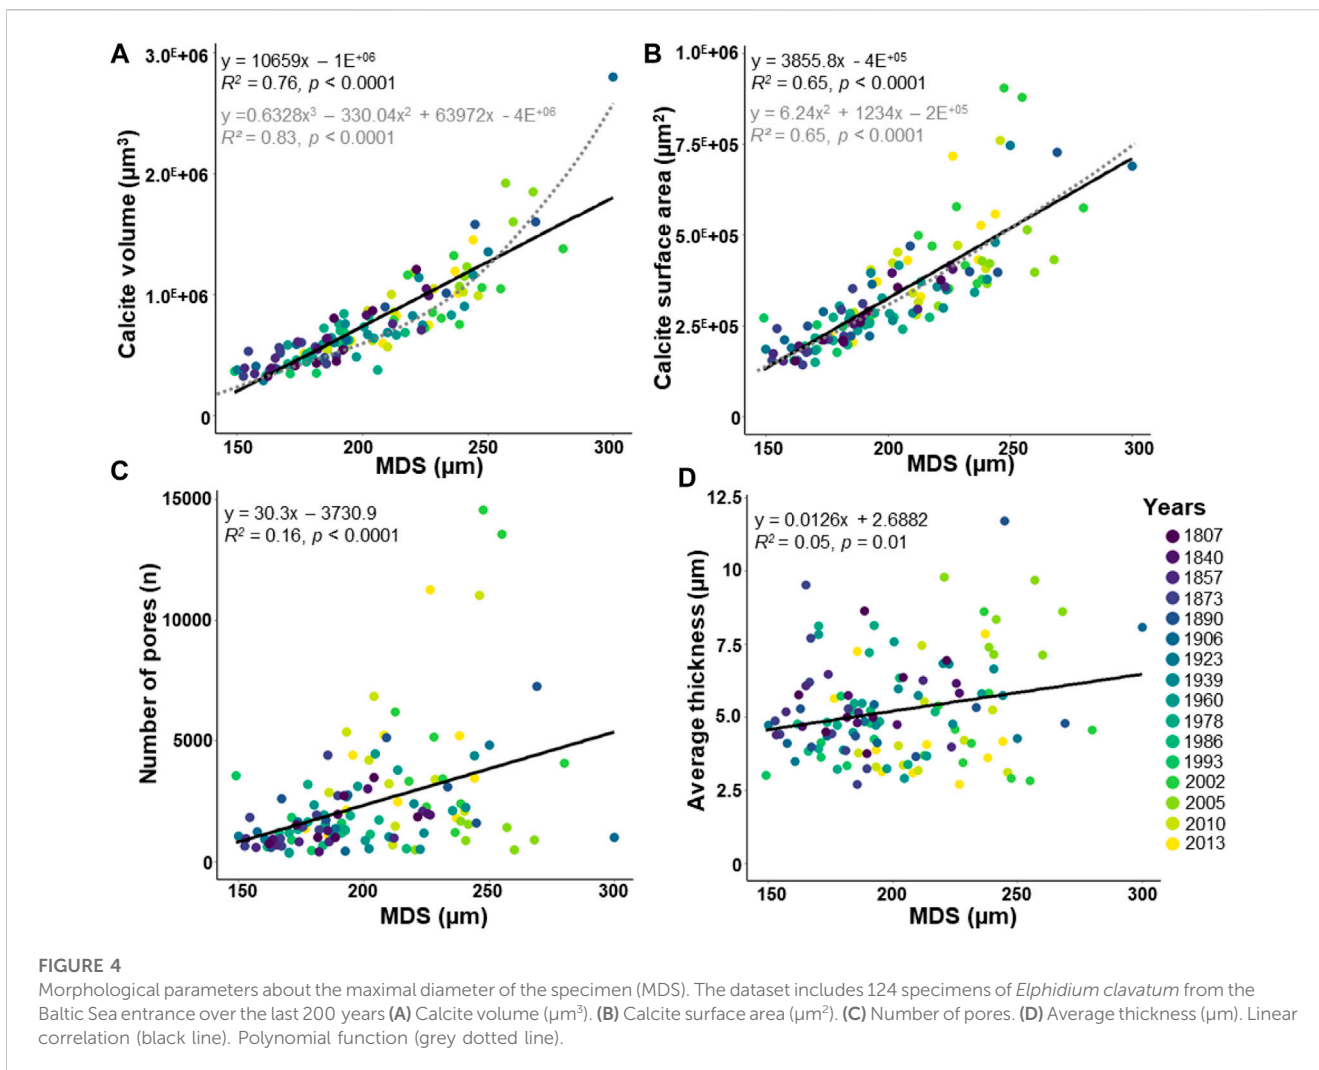 A
3.0E+06
2.0E+06
1.0E+06
0
Calcite volume (µm³)
y = 10659x – 1E+06
R² = 0.76, p < 0.0001
y =0.6328x³ – 330.04x² + 63972x - 4E+06
R² = 0.83, p < 0.0001
150 200 250 300
MDS (µm)
B
1.0E+06
7.5E+05
5.0E+05
2.5E+05
0
Calcite surface area (µm²)
y = 3855.8x - 4E+05
R² = 0.65, p < 0.0001
y = 6.24x² + 1234x – 2E+05
R² = 0.65, p < 0.0001
150 200 250 300
MDS (µm)
C
15000
10000
5000
0
Number of pores (n)
y = 30.3x – 3730.9
R² = 0.16, p < 0.0001
150 200 250 300
MDS (µm)
D
12.5
10
7.5
5.0
2.5
0
Average thickness (µm)
y = 0.0126x + 2.6882
R² = 0.05, p = 0.01
150 200 250 300
MDS (µm)
Years
1807
1840
1857
1873
1890
1906
1923
1939
1960
1978
1986
1993
2002
2005
2010
2013
FIGURE 4
Morphological parameters about the maximal diameter of the specimen (MDS). The dataset includes 124 specimens of Elphidium clavatum from the
Baltic Sea entrance over the last 200 years (A) Calcite volume (µm³). (B) Calcite surface area (µm²). (C) Number of pores. (D) Average thickness (µm). Linear
correlation (black line). Polynomial function (grey dotted line).